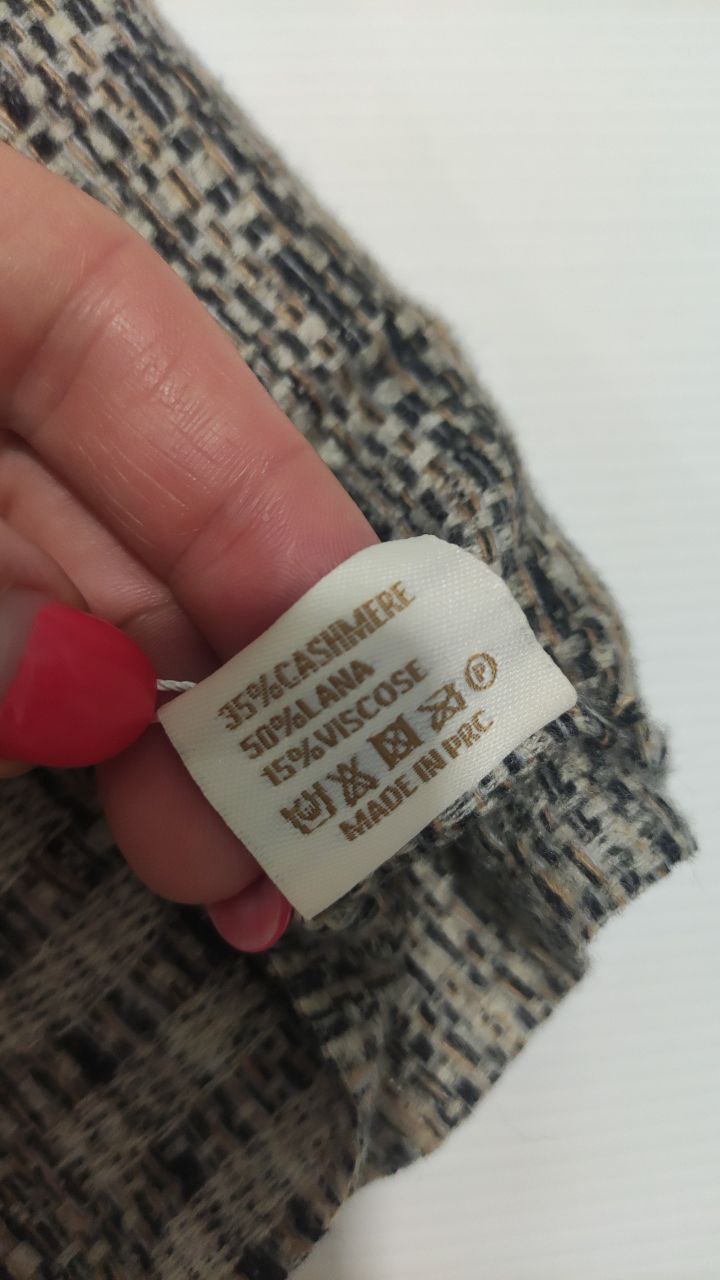 35%CASHMERE
50%LANA
15%VISCOSE
P
MADE IN PRC